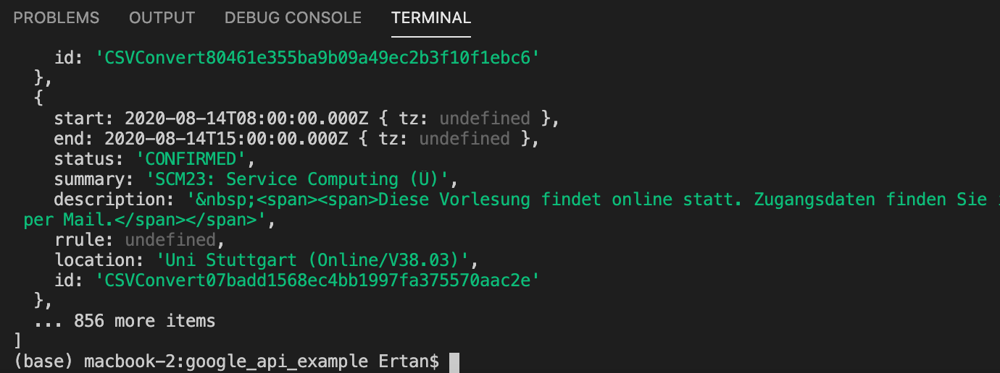 PROBLEMS OUTPUT DEBUG CONSOLE TERMINAL
id: 'CSVConvert80461e355ba9b09a49ec2b3f10f1ebc6'
},
{
start: 2020-08-14T08:00:00.000Z { tz: undefined },
end: 2020-08-14T15:00:00.000Z { tz: undefined },
status: 'CONFIRMED',
summary: 'SCM23: Service Computing (Ü)',
description: '&nbsp;<span><span>Diese Vorlesung findet online statt. Zugangsdaten finden Sie
per Mail.</span></span>',
rrule: undefined,
location: 'Uni Stuttgart (Online/V38.03)',
id: 'CSVConvert07badd1568ec4bb1997fa375570aac2e'
},
... 856 more items
]
(base) macbook-2:google_api_example Ertan$